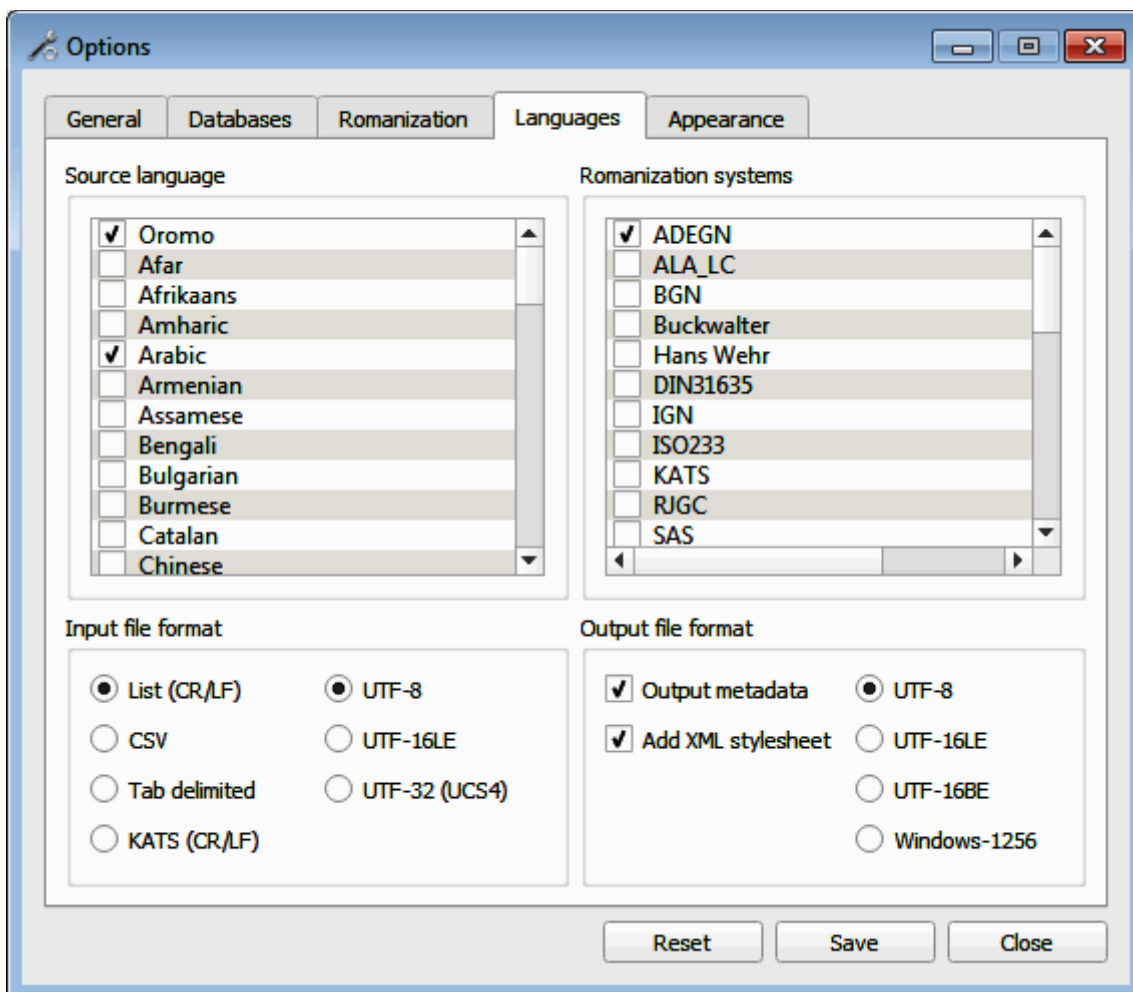 Options
General Databases Romanization Languages Appearance
Source language
Oromo
Afar
Afrikaans
Amharic
Arabic
Armenian
Assamese
Bengali
Bulgarian
Burmese
Catalan
Chinese
Romanization systems
ADEGN
ALA_LC
BGN
Buckwalter
Hans Wehr
DIN31635
IGN
ISO233
KATS
RJGC
SAS
Input file format
List (CR/LF) UTF-8
CSV UTF-16LE
Tab delimited UTF-32 (UCS4)
KATS (CR/LF)
Output file format
Output metadata UTF-8
Add XML stylesheet UTF-16LE
UTF-16BE
Windows-1256
Reset Save Close